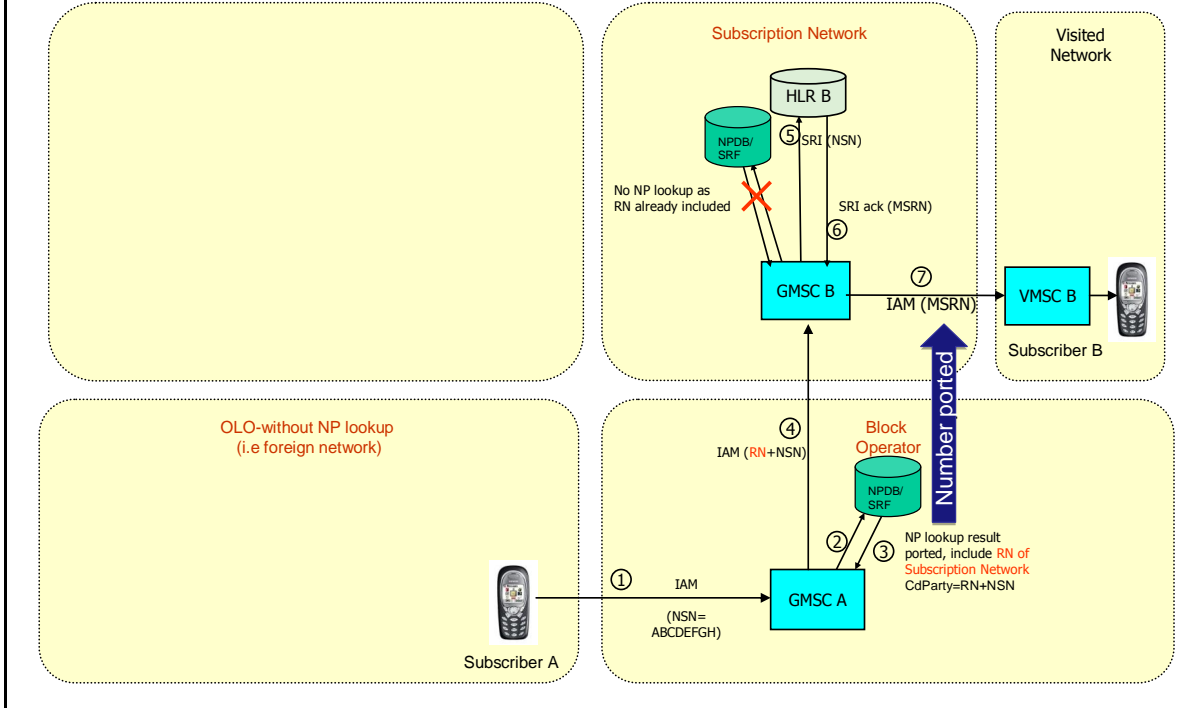 Subscription Network
Visited
Network
HLR B
NPDB/
SRF
⑤
SRI (NSN)
No NP lookup as
RN already included
SRI ack (MSRN)
⑥
GMSC B
⑦
IAM (MSRN)
VMSC B
Subscriber B
Number ported
OLO-without NP lookup
(i.e foreign network)
④
IAM (RN+NSN)
Block
Operator
NPDB/
SRF
②
③
NP lookup result
ported, include RN of
Subscription Network
CdParty=RN+NSN
①
IAM
(NSN=
ABCDEFGH)
GMSC A
Subscriber A